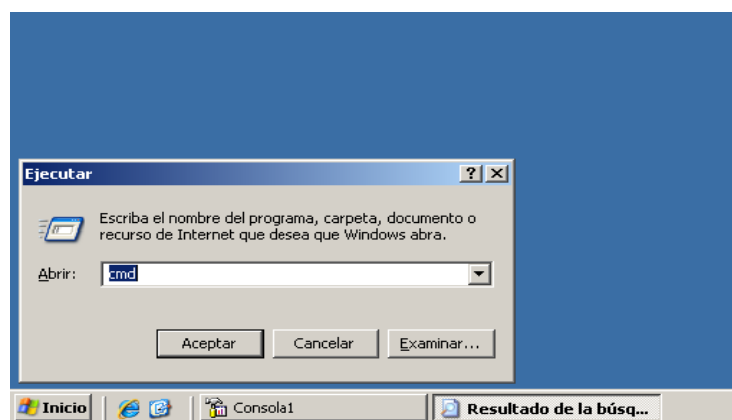 Ejecutar
Escriba el nombre del programa, carpeta, documento o
recurso de Internet que desea que Windows abra.
Abrir: cmd
Aceptar Cancelar Examinar...
Inicio Consola1 Resultado de la búsq...